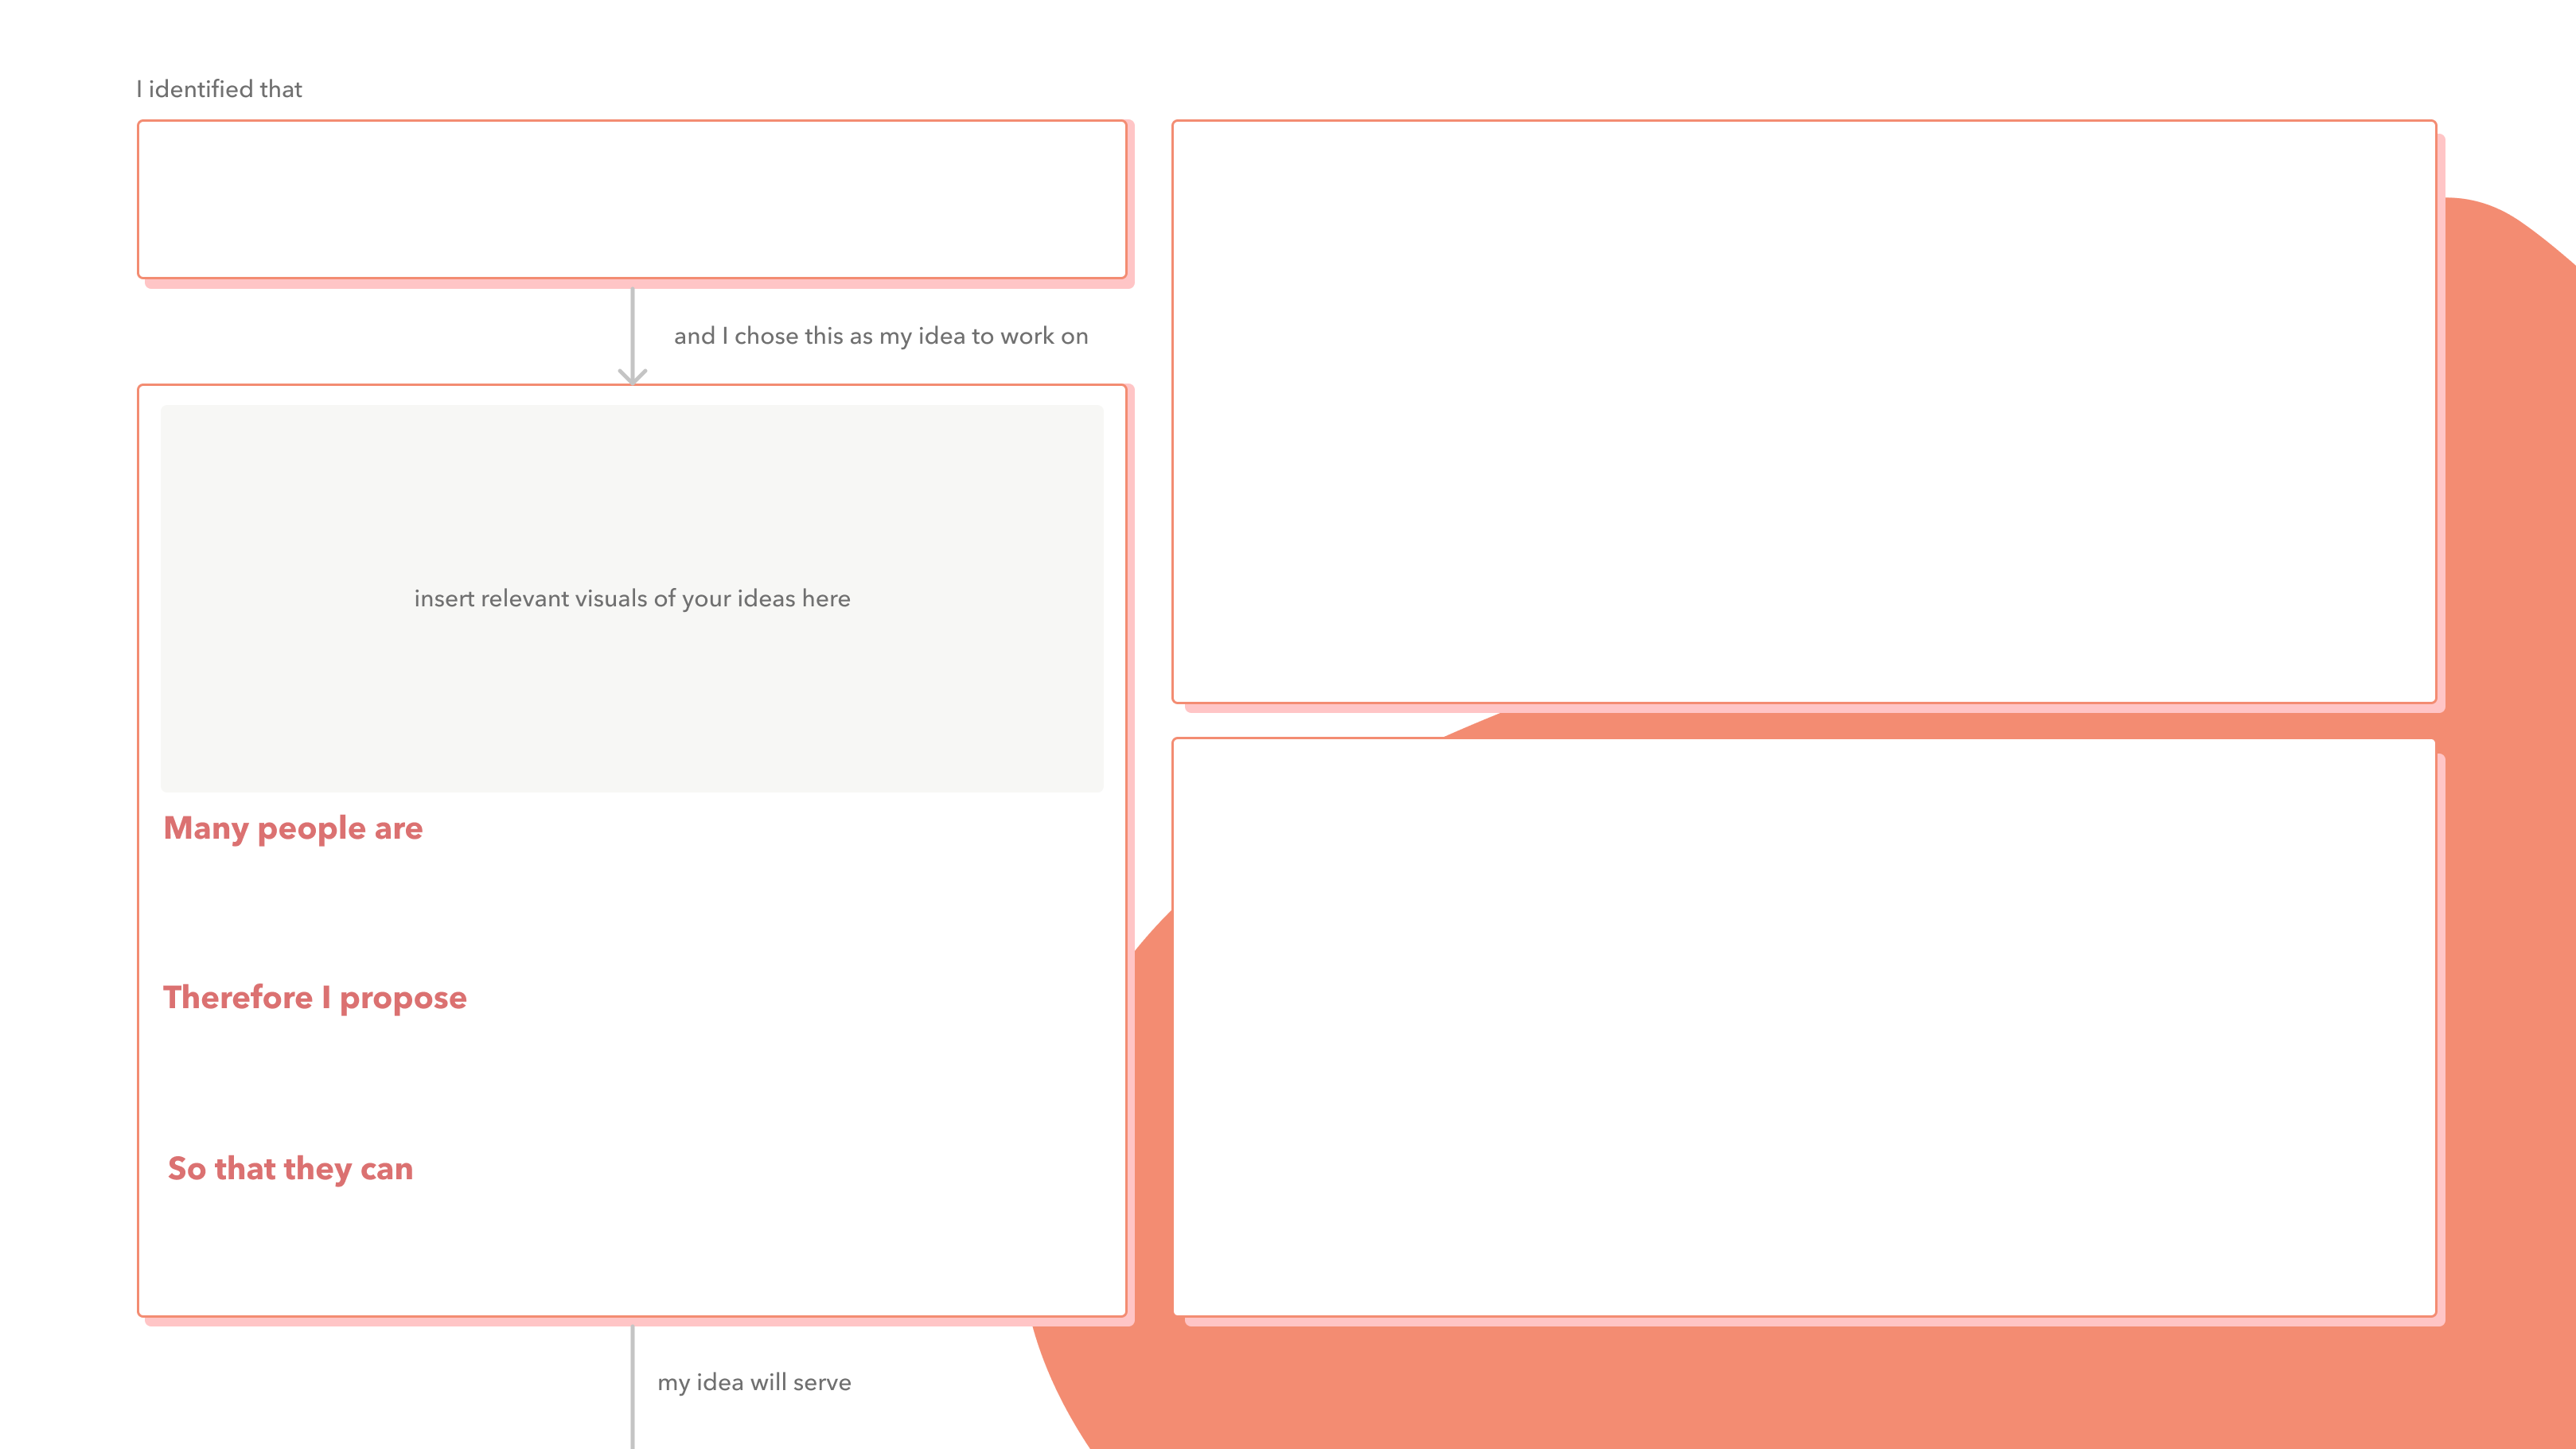 I identified that
and I chose this as my idea to work on
insert relevant visuals of your ideas here
Many people are
Therefore I propose
So that they can
my idea will serve